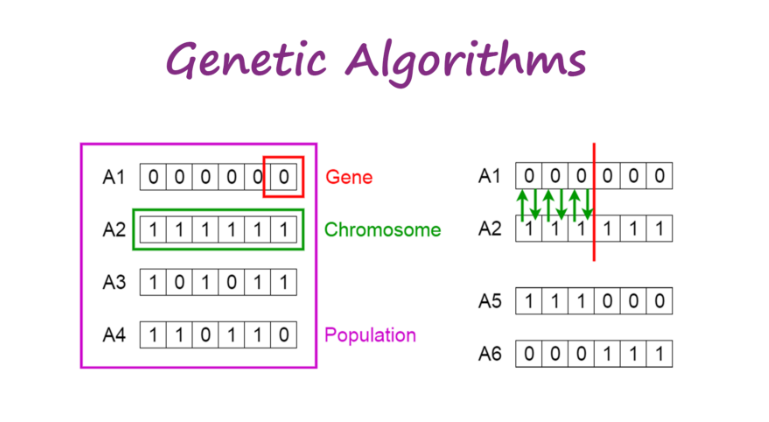 Genetic Algorithms
A1 0 0 0 0 0 0 Gene
A2 1 1 1 1 1 1 Chromosome
A3 1 0 1 0 1 1
A4 1 1 0 1 1 0 Population
A1 0 0 0 0 0 0
A2 1 1 1 1 1 1
A5 1 1 1 0 0 0
A6 0 0 0 1 1 1